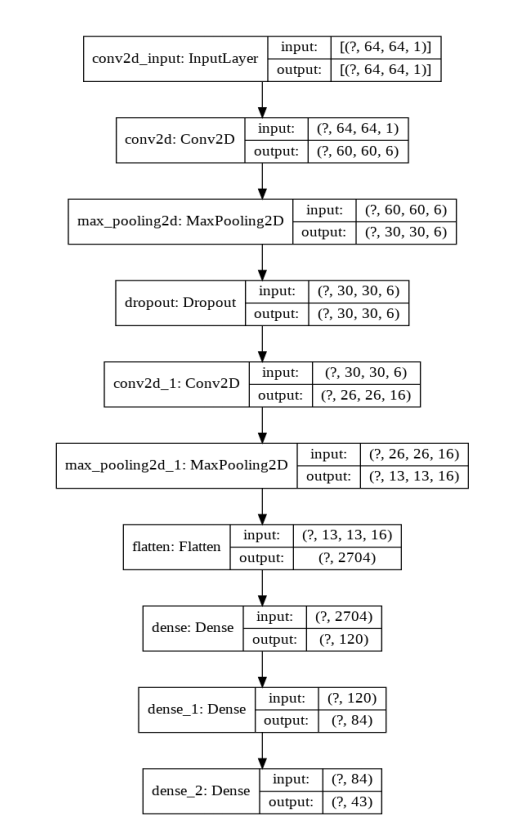 conv2d_input: InputLayer
input: [(?, 64, 64, 1)]
output: [(?, 64, 64, 1)]
conv2d: Conv2D
input: (?, 64, 64, 1)
output: (?, 60, 60, 6)
max_pooling2d: MaxPooling2D
input: (?, 60, 60, 6)
output: (?, 30, 30, 6)
dropout: Dropout
input: (?, 30, 30, 6)
output: (?, 30, 30, 6)
conv2d_1: Conv2D
input: (?, 30, 30, 6)
output: (?, 26, 26, 16)
max_pooling2d_1: MaxPooling2D
input: (?, 26, 26, 16)
output: (?, 13, 13, 16)
flatten: Flatten
input: (?, 13, 13, 16)
output: (?, 2704)
dense: Dense
input: (?, 2704)
output: (?, 120)
dense_1: Dense
input: (?, 120)
output: (?, 84)
dense_2: Dense
input: (?, 84)
output: (?, 43)